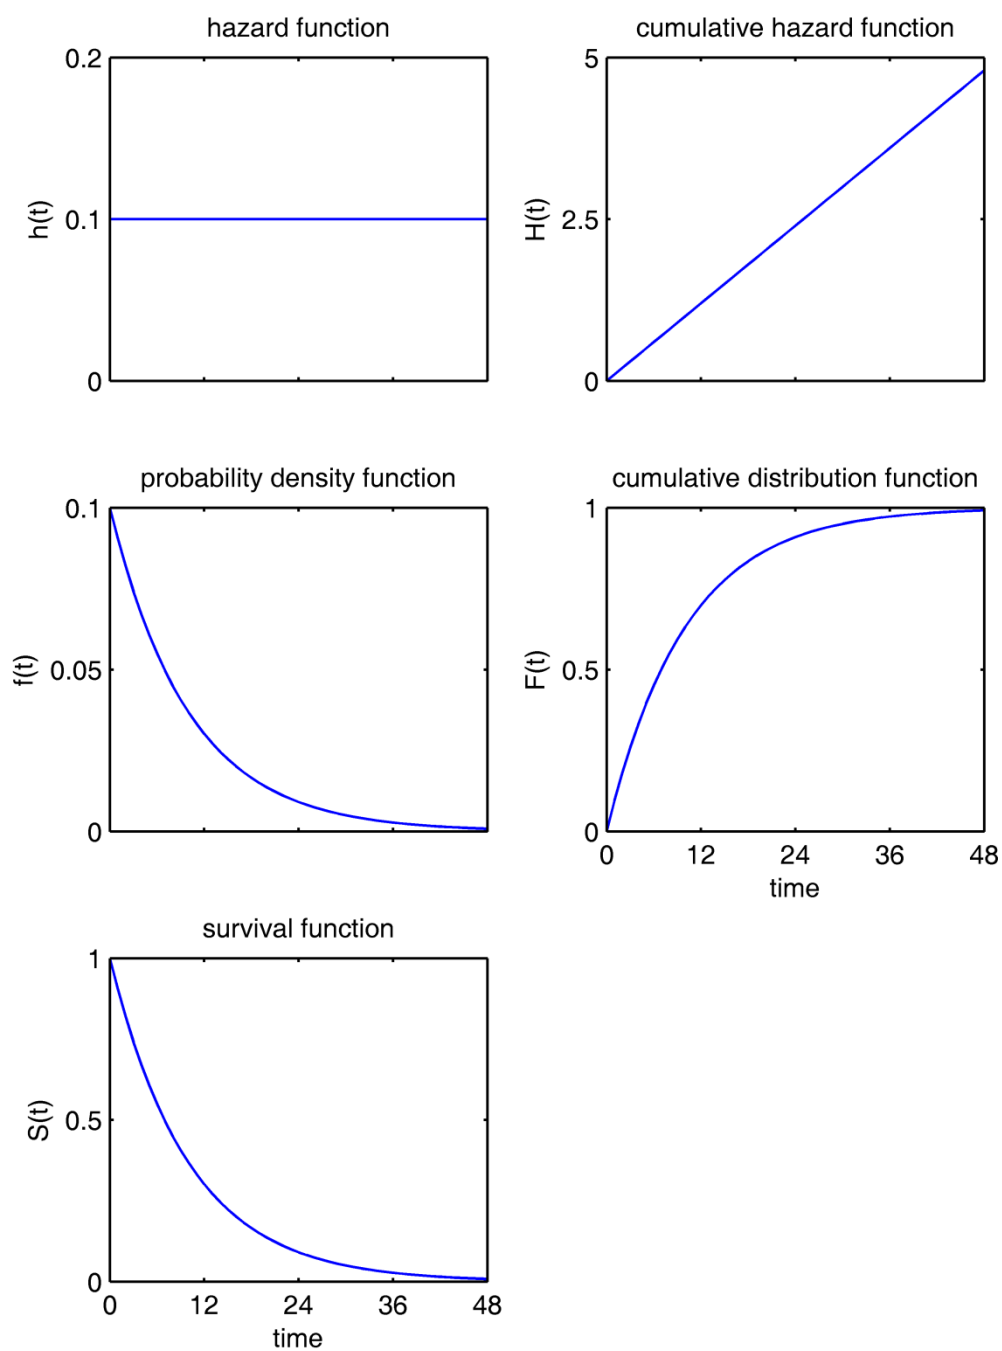 hazard function
0.2
0.1
0
h(t)
cumulative hazard function
5
2.5
0
H(t)
probability density function
0.1
0.05
0
f(t)
cumulative distribution function
1
0.5
0
F(t)
0 12 24 36 48
time
survival function
1
0.5
0
S(t)
0 12 24 36 48
time